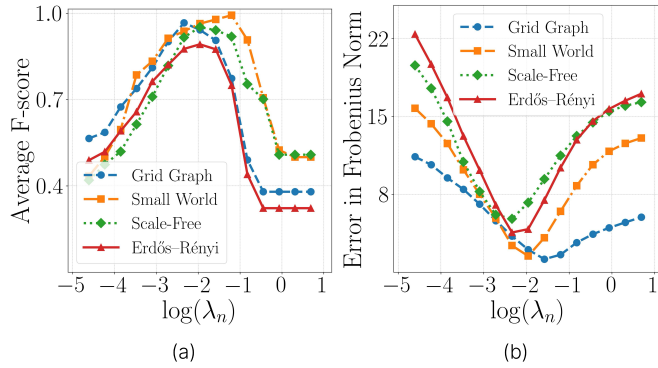 1.0
0.7
0.4
Average F-score
Grid Graph
Small World
Scale-Free
Erdős–Rényi
−5 −4 −3 −2 −1 0 1
log(λn)
(a)
22
15
8
Error in Frobenius Norm
Grid Graph
Small World
Scale-Free
Erdős–Rényi
−5 −4 −3 −2 −1 0 1
log(λn)
(b)